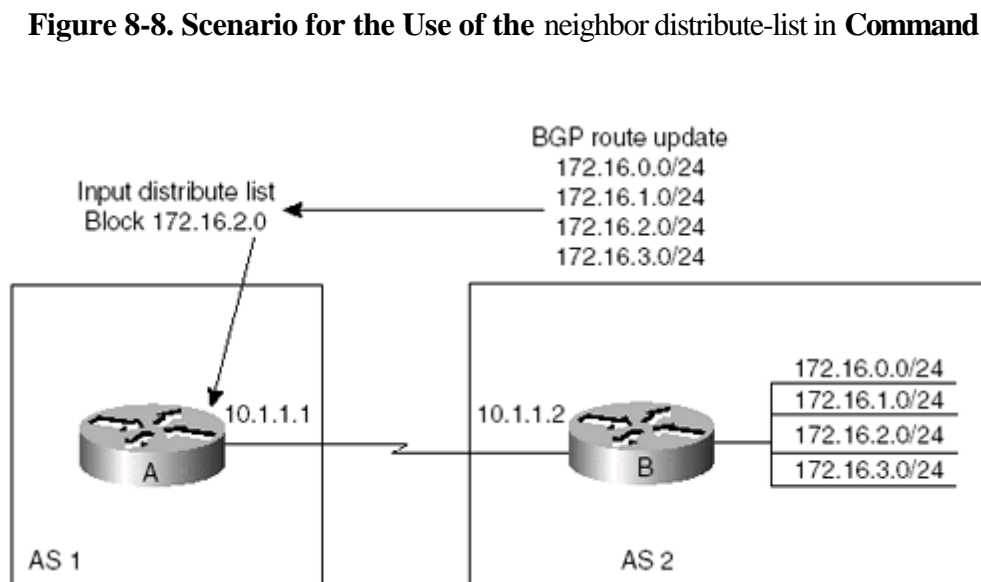 Figure 8-8. Scenario for the Use of the neighbor distribute-list in Command
BGP route update
172.16.0.0/24
172.16.1.0/24
172.16.2.0/24
172.16.3.0/24
Input distribute list
Block 172.16.2.0
10.1.1.1
A
AS 1
10.1.1.2
B
172.16.0.0/24
172.16.1.0/24
172.16.2.0/24
172.16.3.0/24
AS 2